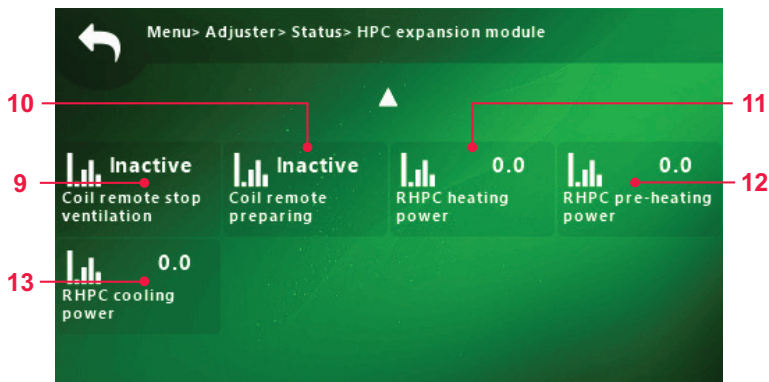 Menu> Adjuster> Status> HPC expansion module
10
11
9
12
Inactive
Coil remote stop
ventilation
Inactive
Coil remote
preparing
0.0
RHPC heating
power
0.0
RHPC pre-heating
power
13
0.0
RHPC cooling
power